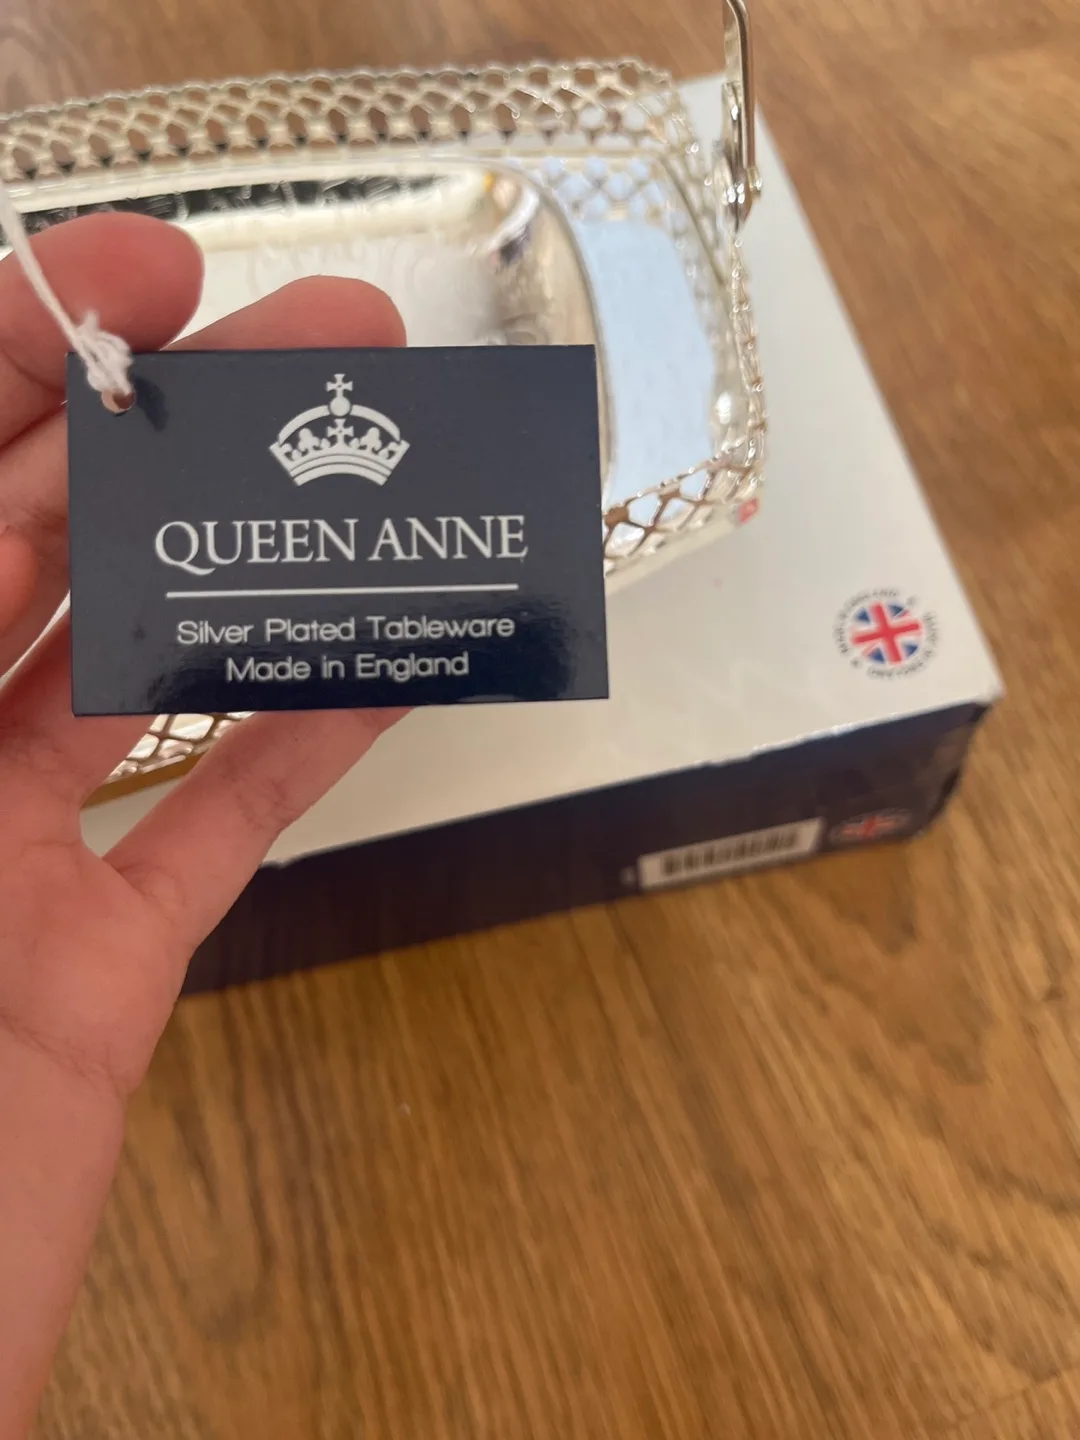 QUEEN ANNE
Silver Plated Tableware
Made in England